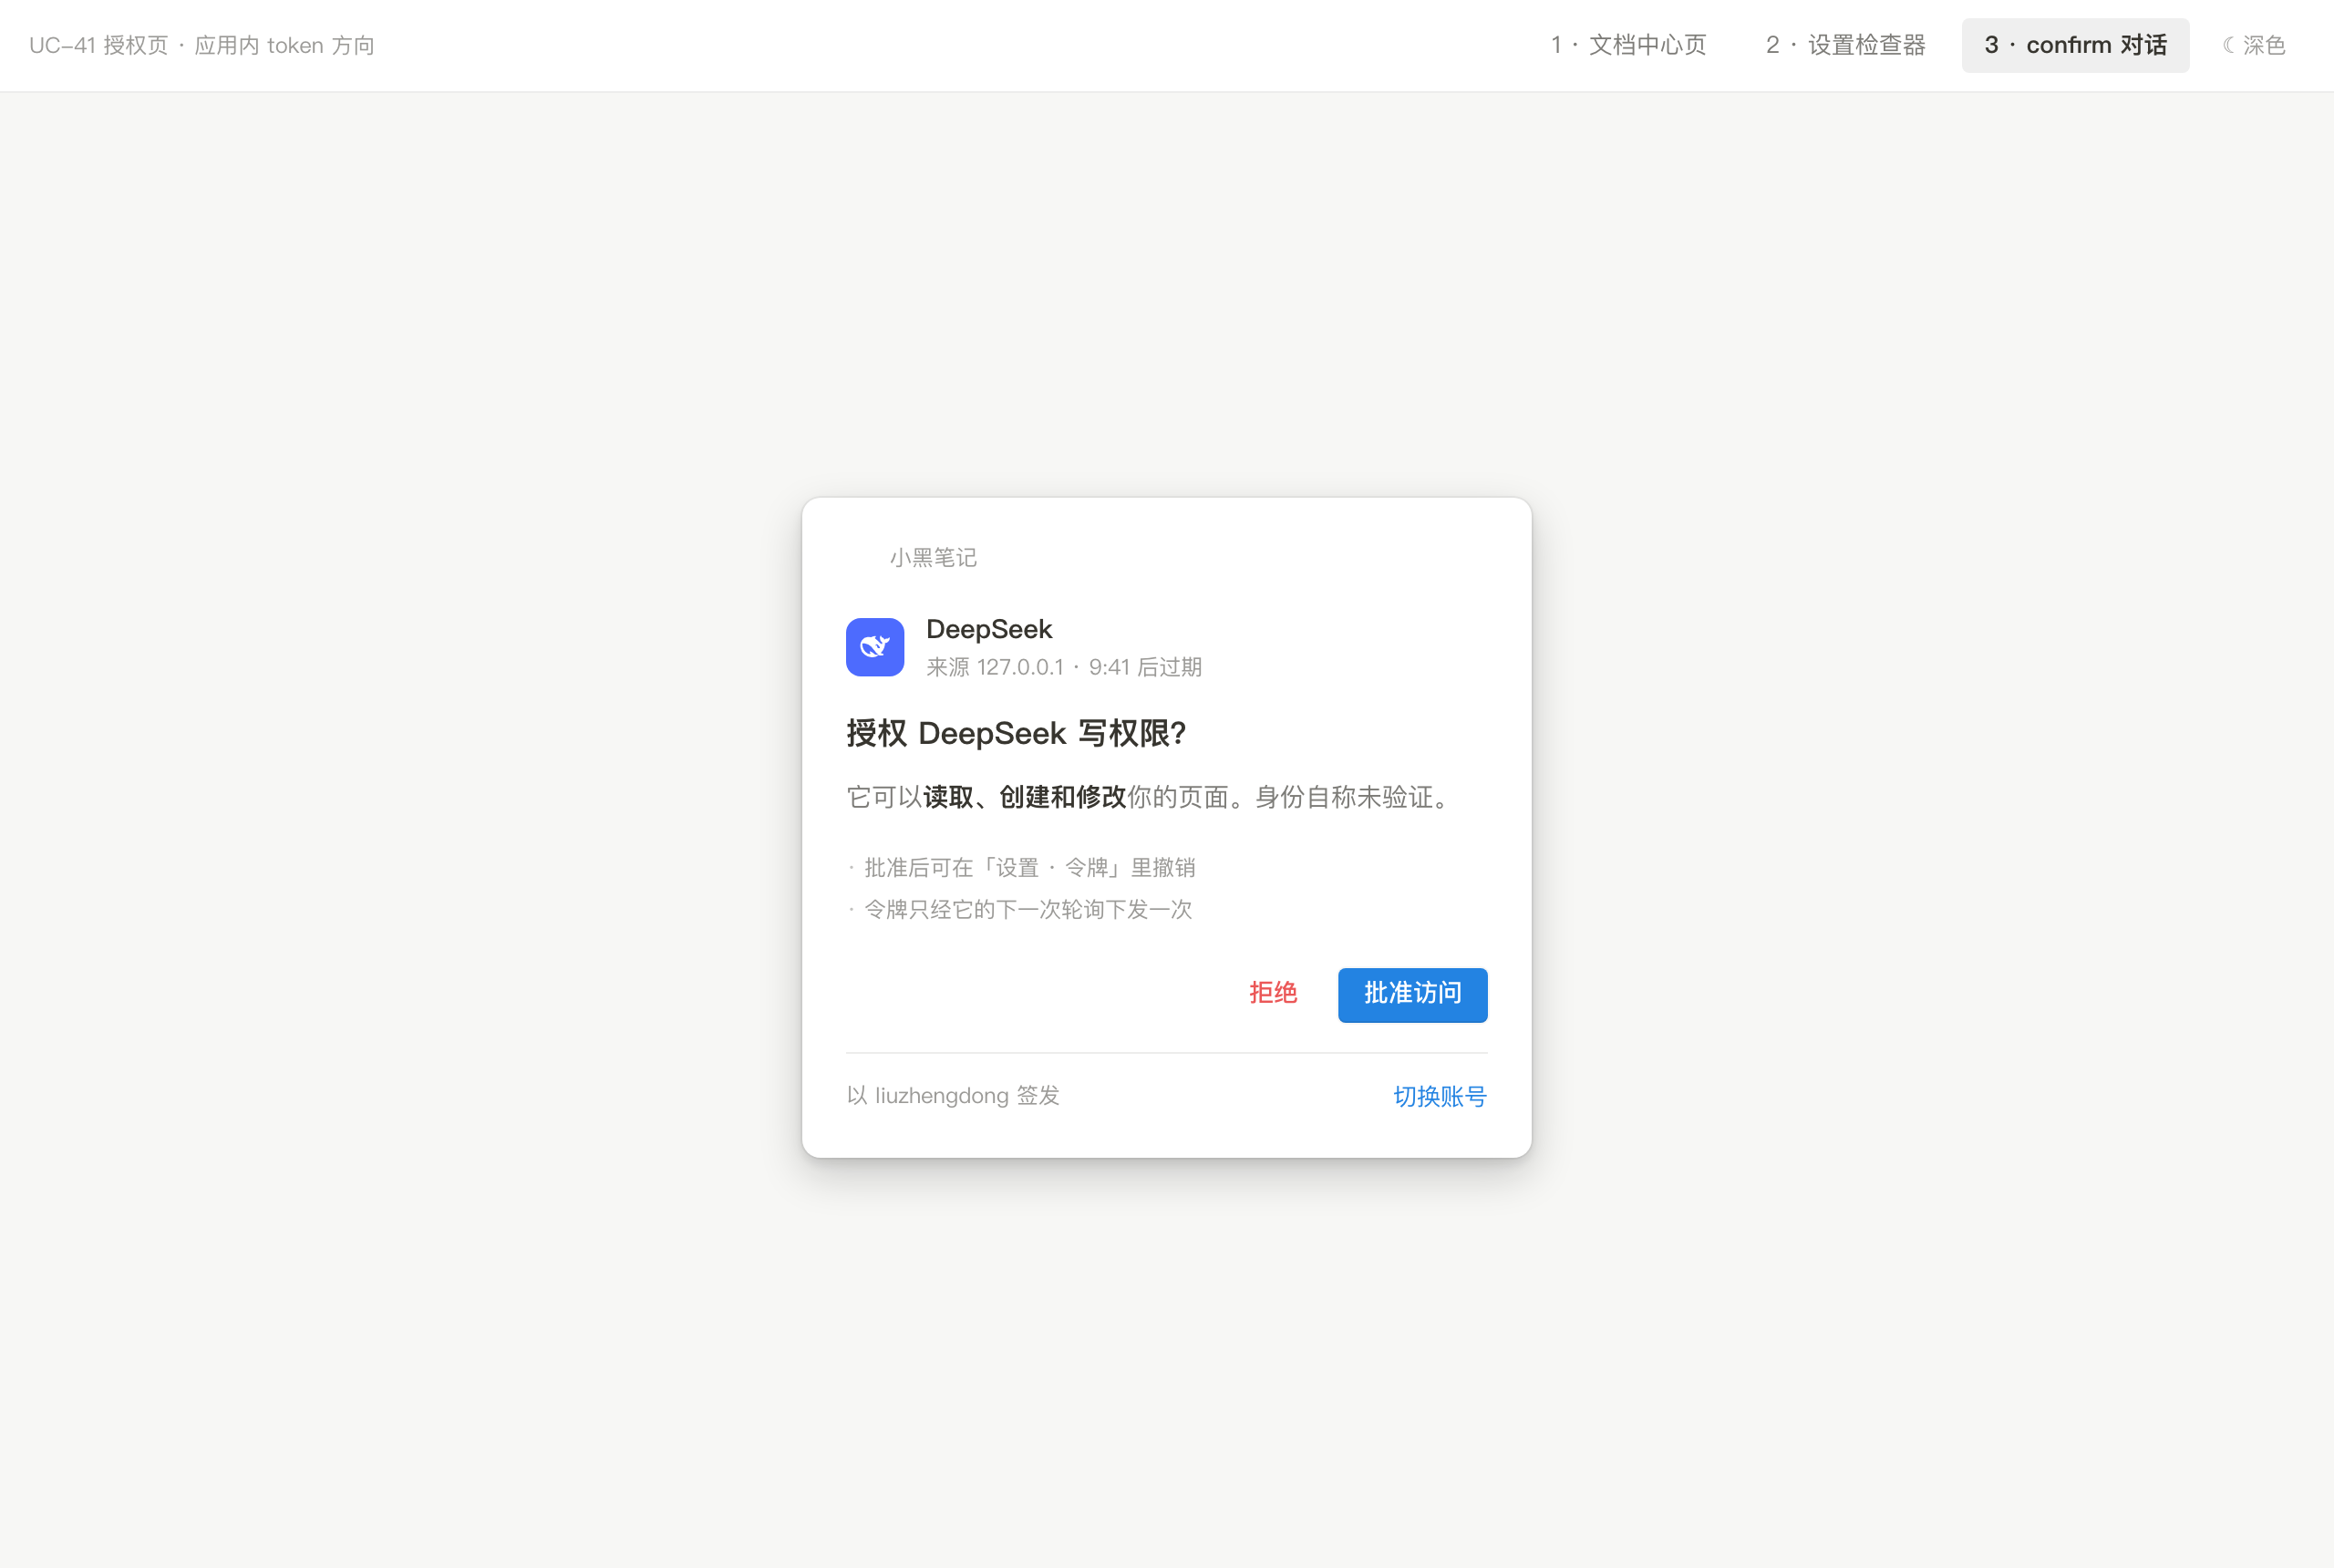 UC-41 授权页 · 应用内 token 方向
1 · 文档中心页
2 · 设置检查器
3 · confirm 对话
☾ 深色
小黑笔记
DeepSeek
来源 127.0.0.1 · 9:41 后过期
授权 DeepSeek 写权限?
它可以读取、创建和修改你的页面。身份自称未验证。
· 批准后可在「设置 · 令牌」里撤销
· 令牌只经它的下一次轮询下发一次
拒绝
批准访问
以 liuzhengdong 签发
切换账号